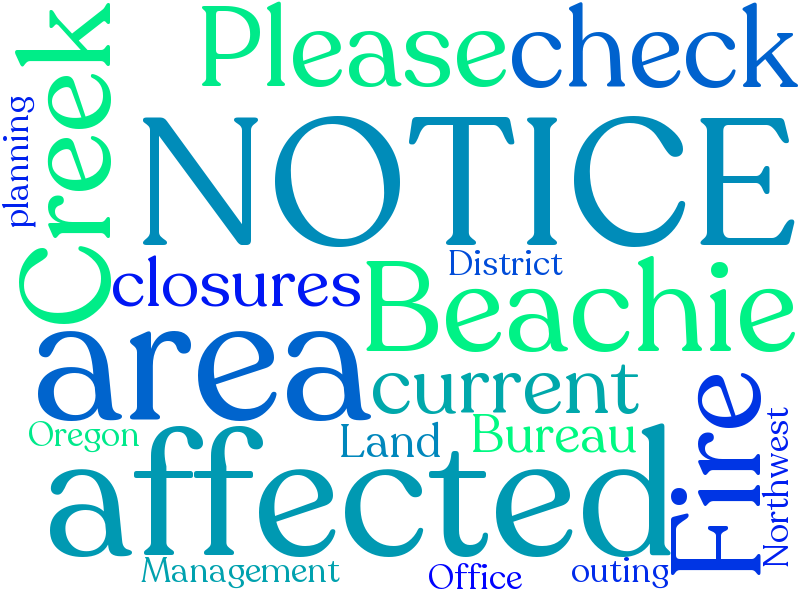 Please check
Creek
planning
NOTICE
District
closures
Beachie
area
current
Fire
Oregon
Land
Bureau
Northwest
affected
Management
Office
outing